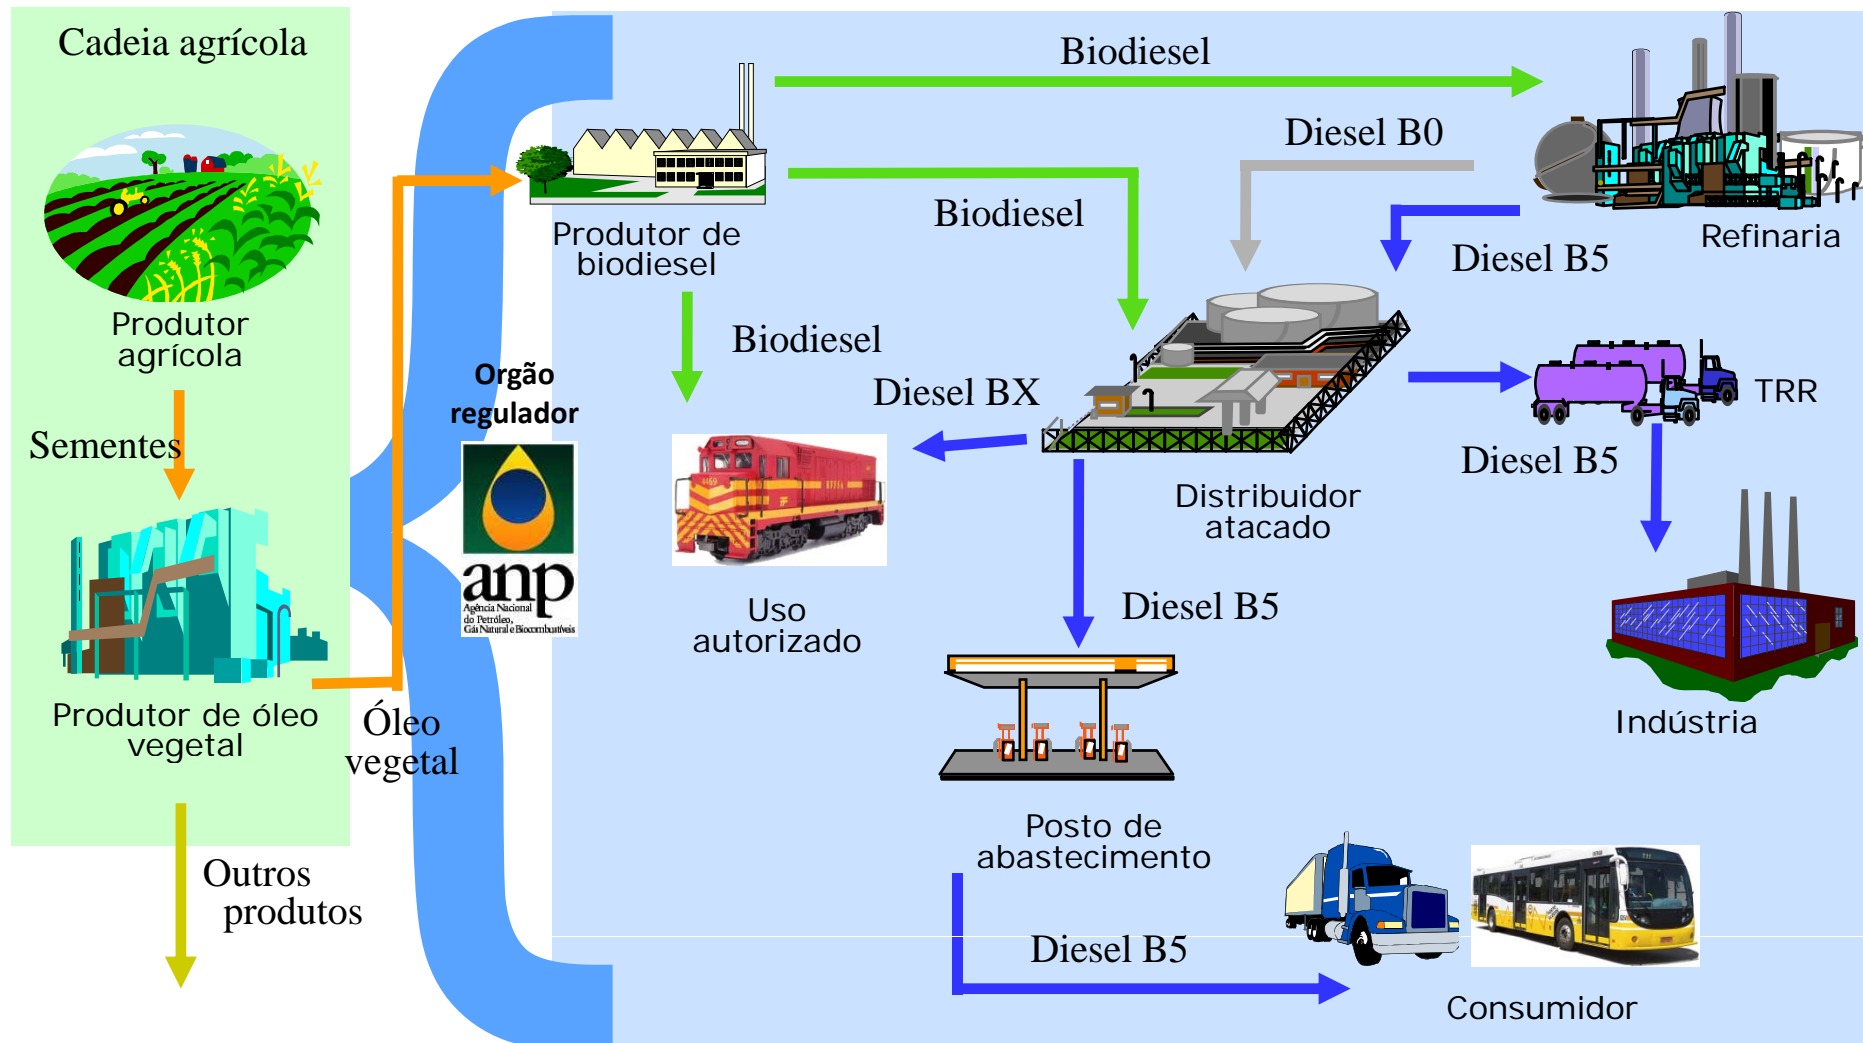 Cadeia agrícola
Produtor
agrícola
Sementes
Produtor de óleo
vegetal
Óleo
vegetal
Outros
produtos
Orgão
regulador
anp
Agência Nacional
do Petróleo,
Gás Natural e Biocombustíveis
Biodiesel
Produtor de
biodiesel
Biodiesel
Biodiesel
Diesel B0
Refinaria
Diesel B5
Diesel BX
Uso
autorizado
Distribuidor
atacado
TRR
Diesel B5
Indústria
Diesel B5
Posto de
abastecimento
Diesel B5
Consumidor